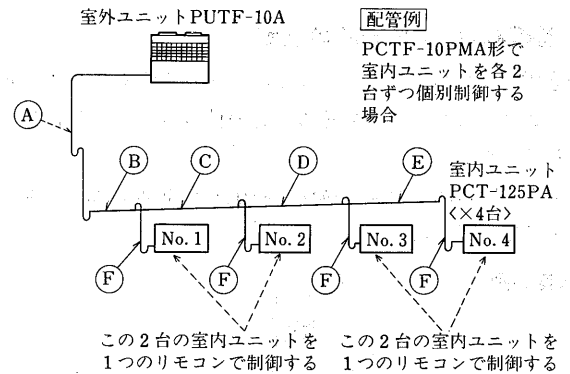 室外ユニットPUTF-10A
配管例
PCTF-10PMA形で
室内ユニットを各2
台ずつ個別制御する
場合
A
B
C
D
E
室内ユニット
PCT-125PA
〈×4台〉
No. 1
No. 2
No. 3
No. 4
F
F
F
F
この2台の室内ユニットを
1つのリモコンで制御する
この2台の室内ユニットを
1つのリモコンで制御する